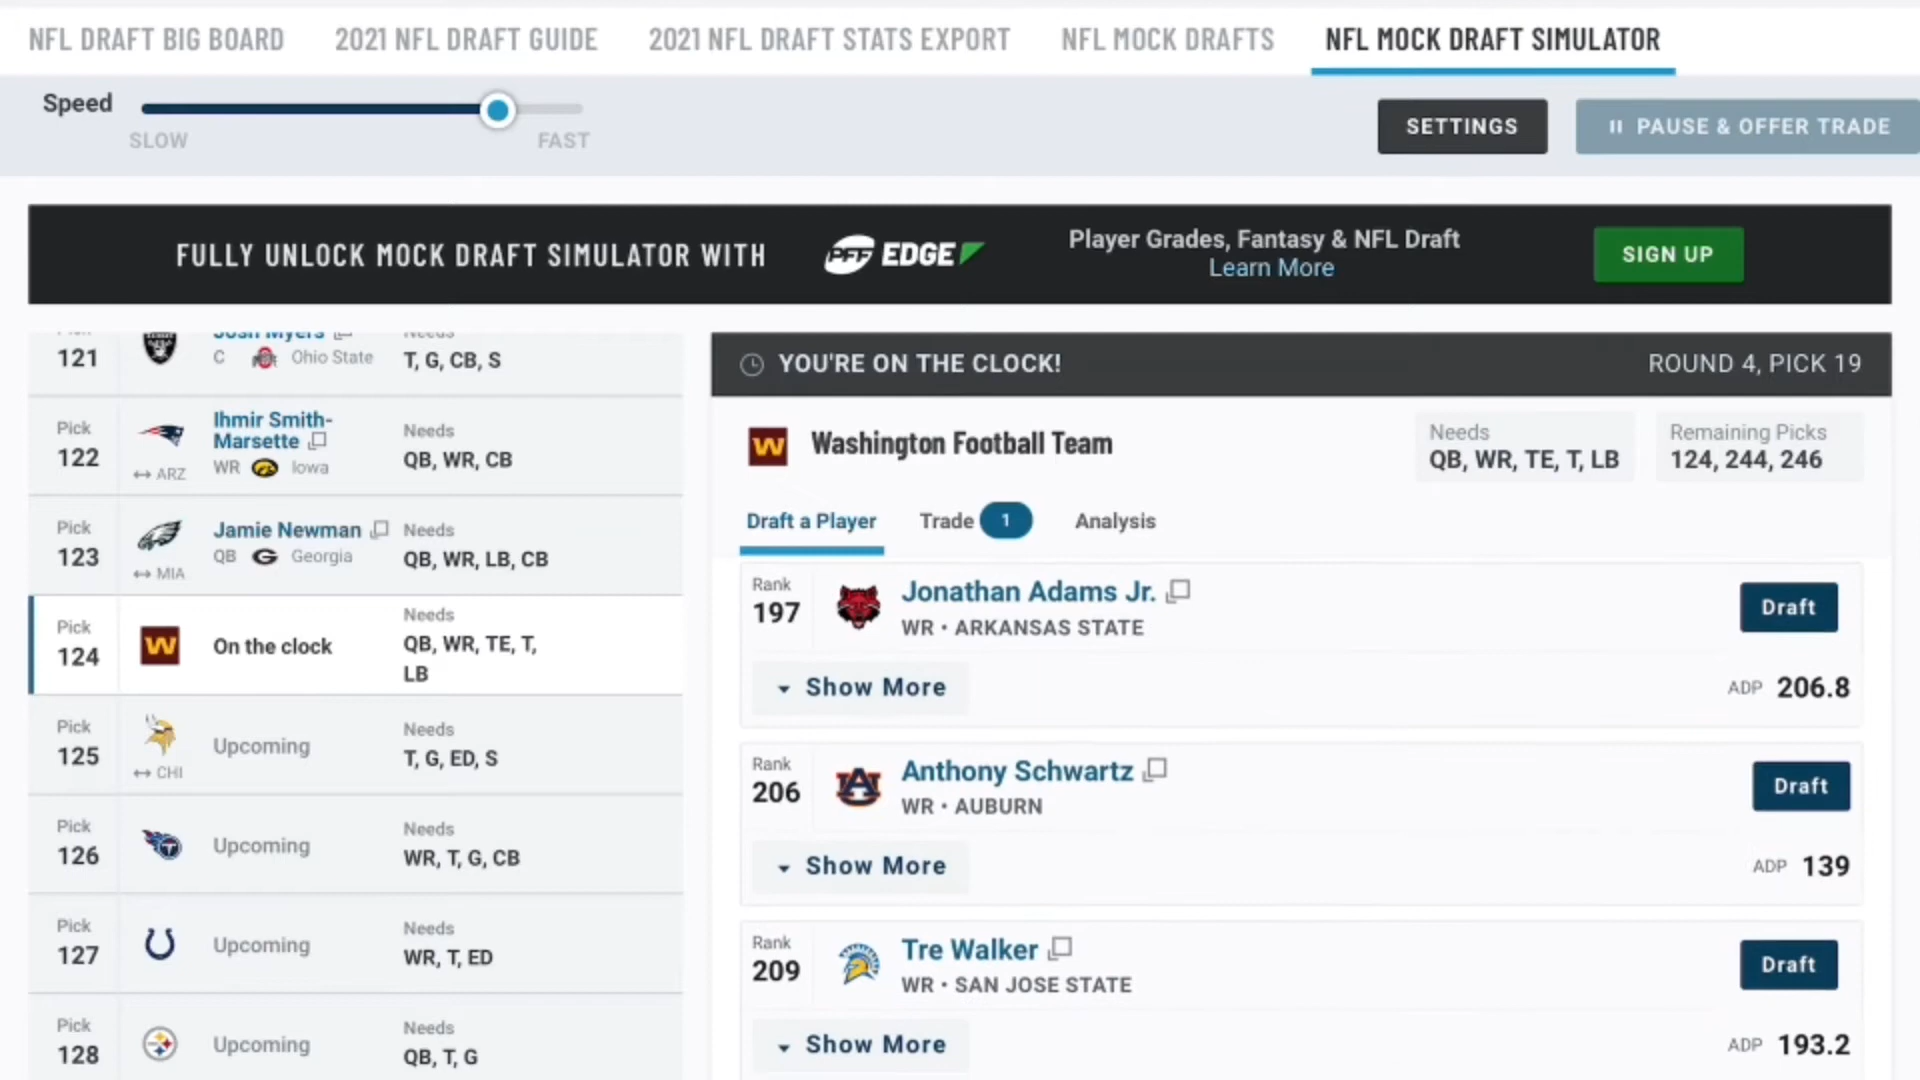 NFL DRAFT BIG BOARD 2021 NFL DRAFT GUIDE 2021 NFL DRAFT STATS EXPORT NFL MOCK DRAFTS NFL MOCK DRAFT SIMULATOR
Speed
SLOW FAST
SETTINGS
PAUSE & OFFER TRADE
FULLY UNLOCK MOCK DRAFT SIMULATOR WITH
PFF EDGE
Player Grades, Fantasy & NFL Draft
Learn More
SIGN UP
121
Josh Myers
C Ohio State
Needs
T, G, CB, S
Pick
122
ARZ
Ihmir Smith-
Marsette
WR Iowa
Needs
QB, WR, CB
Pick
123
MIA
Jamie Newman
QB Georgia
Needs
QB, WR, LB, CB
Pick
124
On the clock
Needs
QB, WR, TE, T,
LB
Pick
125
CHI
Upcoming
Needs
T, G, ED, S
Pick
126
Upcoming
Needs
WR, T, G, CB
Pick
127
Upcoming
Needs
WR, T, ED
Pick
128
Upcoming
Needs
QB, T, G
YOU'RE ON THE CLOCK! ROUND 4, PICK 19
W Washington Football Team
Needs
QB, WR, TE, T, LB
Remaining Picks
124, 244, 246
Draft a Player Trade 1 Analysis
Rank
197
Jonathan Adams Jr.
WR • ARKANSAS STATE
Draft
Show More
ADP 206.8
Rank
206
Anthony Schwartz
WR • AUBURN
Draft
Show More
ADP 139
Rank
209
Tre Walker
WR • SAN JOSE STATE
Draft
Show More
ADP 193.2